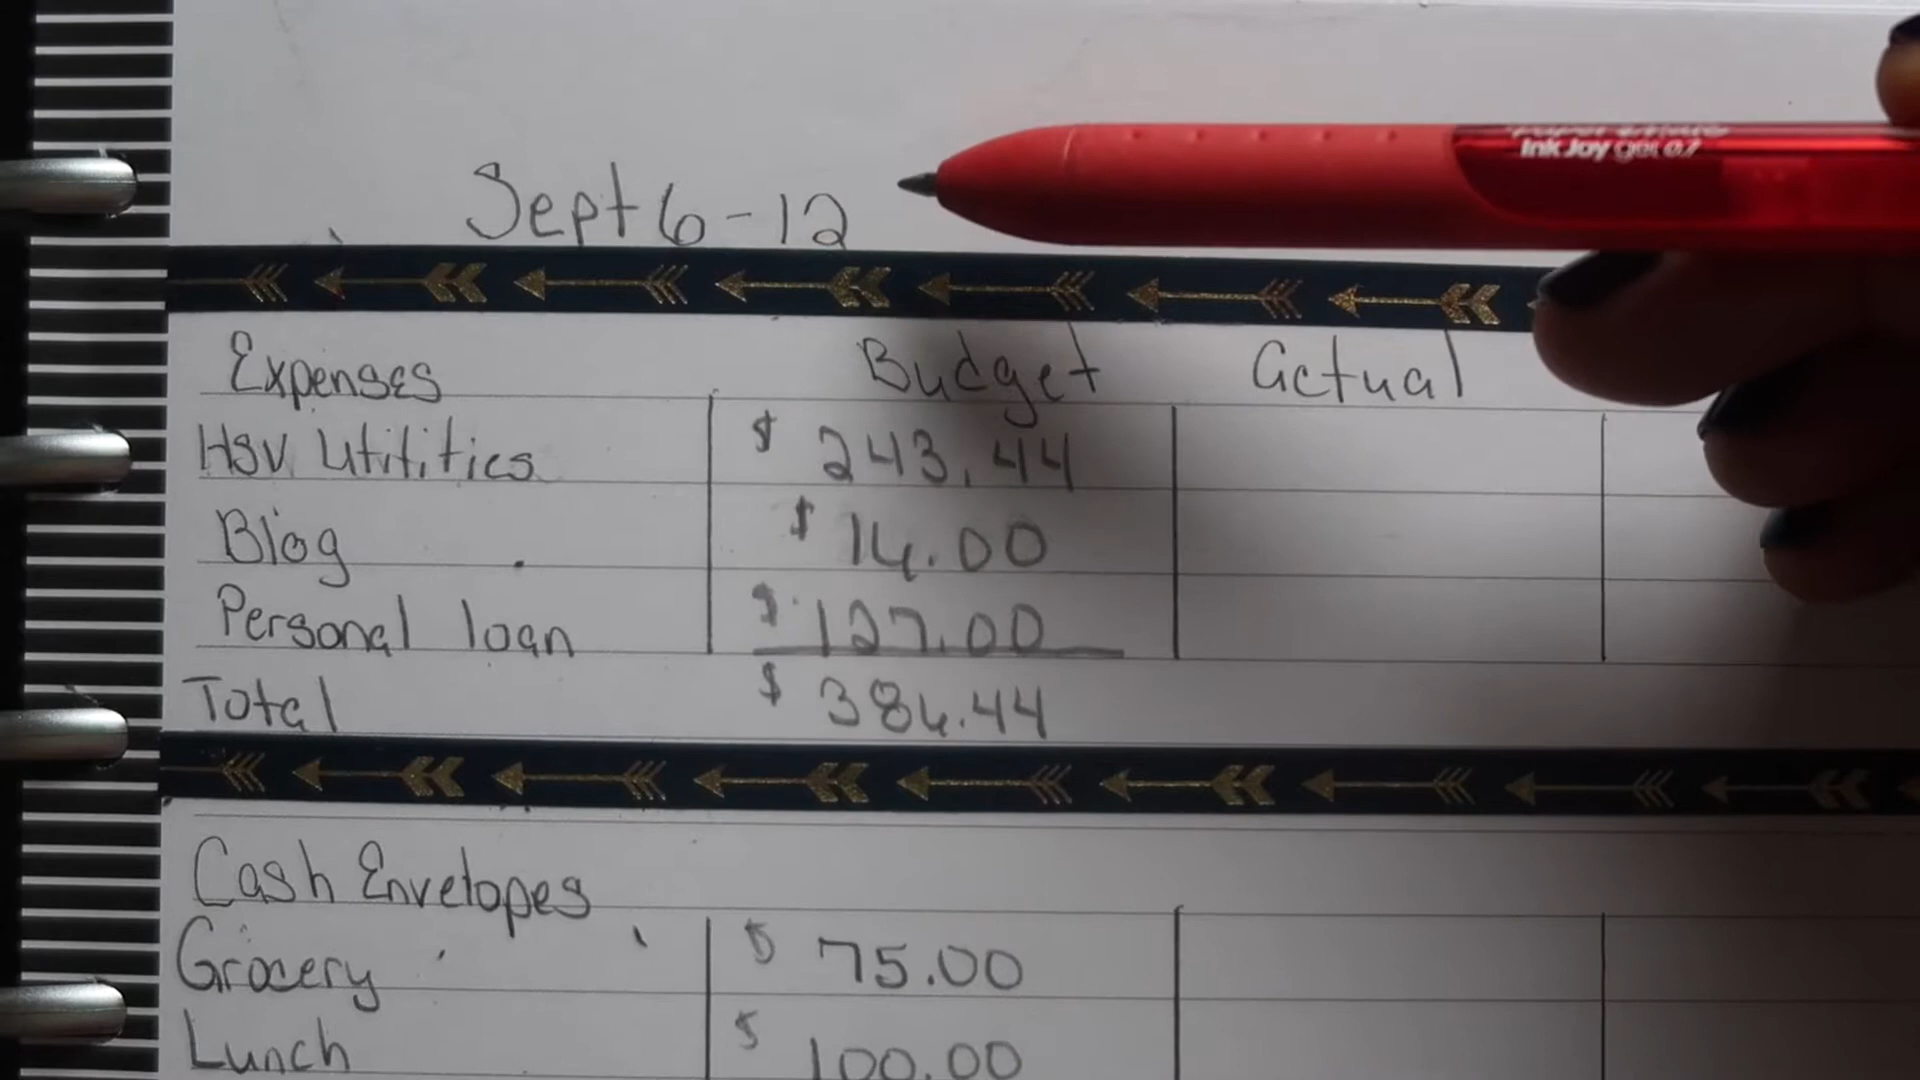 InkJoy gel 0.7
Sept 6-12
Expenses Budget Actual
HSV Utilities $ 243.44
Blog $ 14.00
Personal loan $ 127.00
Total $ 384.44
Cash Envelopes
Grocery $ 75.00
Lunch $ 100.00